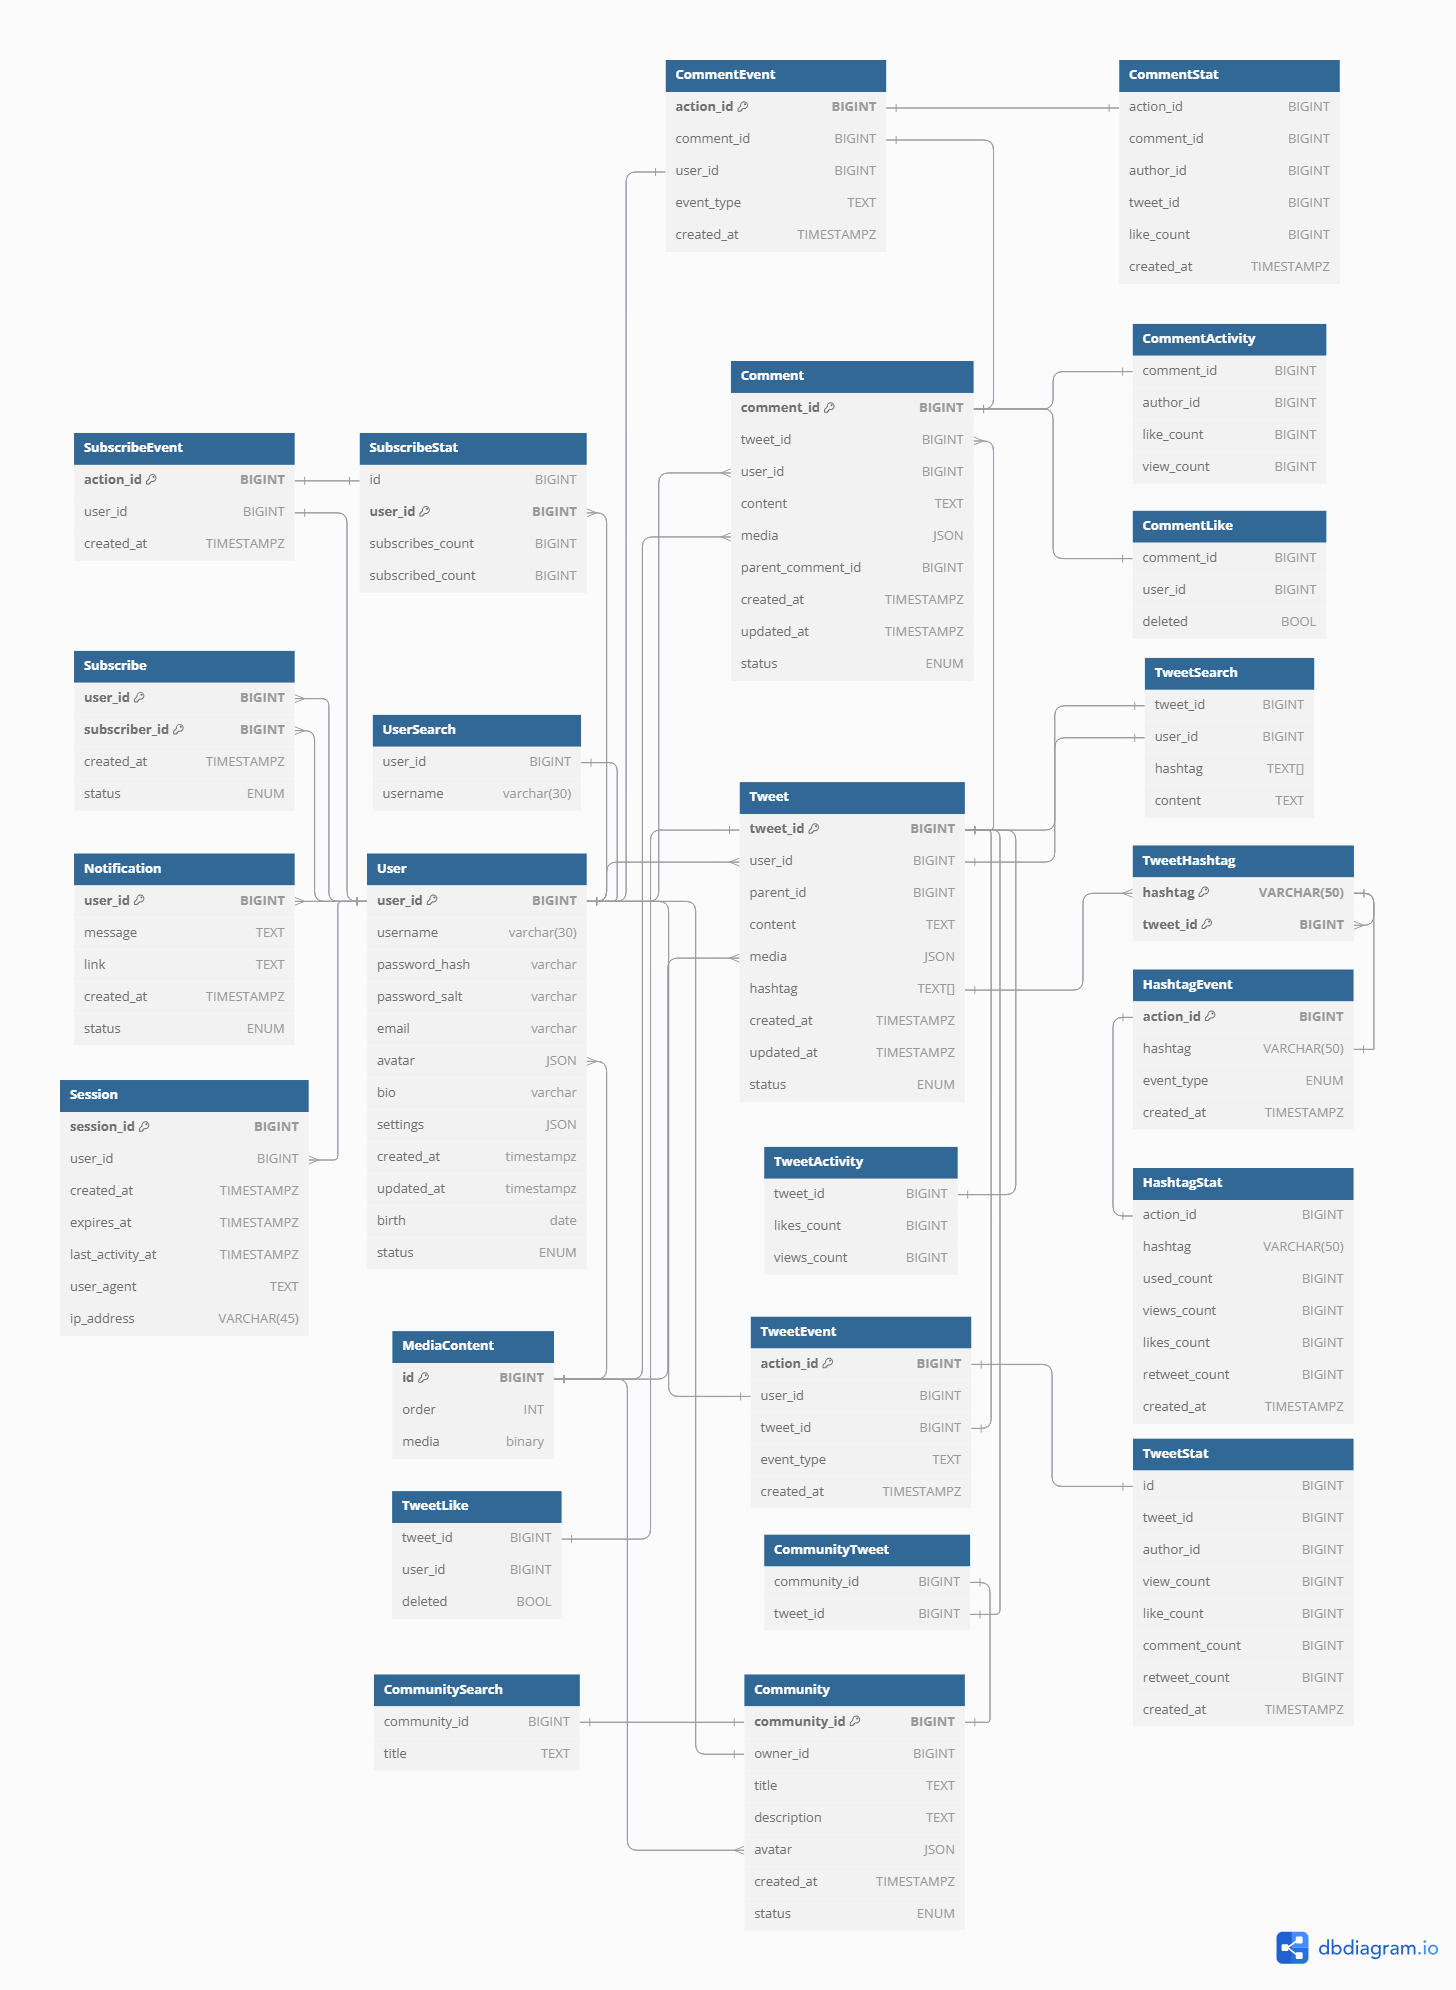 CommentEvent
action_id BIGINT
comment_id BIGINT
user_id BIGINT
event_type TEXT
created_at TIMESTAMPZ
CommentStat
action_id BIGINT
comment_id BIGINT
author_id BIGINT
tweet_id BIGINT
like_count BIGINT
created_at TIMESTAMPZ
CommentActivity
comment_id BIGINT
author_id BIGINT
like_count BIGINT
view_count BIGINT
Comment
comment_id BIGINT
tweet_id BIGINT
user_id BIGINT
content TEXT
media JSON
parent_comment_id BIGINT
created_at TIMESTAMPZ
updated_at TIMESTAMPZ
status ENUM
SubscribeEvent
action_id BIGINT
user_id BIGINT
created_at TIMESTAMPZ
SubscribeStat
id BIGINT
user_id BIGINT
subscribes_count BIGINT
subscribed_count BIGINT
CommentLike
comment_id BIGINT
user_id BIGINT
deleted BOOL
Subscribe
user_id BIGINT
subscriber_id BIGINT
created_at TIMESTAMPZ
status ENUM
UserSearch
user_id BIGINT
username varchar(30)
TweetSearch
tweet_id BIGINT
user_id BIGINT
hashtag TEXT[]
content TEXT
Tweet
tweet_id BIGINT
user_id BIGINT
parent_id BIGINT
content TEXT
media JSON
hashtag TEXT[]
created_at TIMESTAMPZ
updated_at TIMESTAMPZ
status ENUM
TweetHashtag
hashtag VARCHAR(50)
tweet_id BIGINT
Notification
user_id BIGINT
message TEXT
link TEXT
created_at TIMESTAMPZ
status ENUM
User
user_id BIGINT
username varchar(30)
password_hash varchar
password_salt varchar
email varchar
avatar JSON
bio varchar
settings JSON
created_at timestampz
updated_at timestampz
birth date
status ENUM
HashtagEvent
action_id BIGINT
hashtag VARCHAR(50)
event_type ENUM
created_at TIMESTAMPZ
Session
session_id BIGINT
user_id BIGINT
created_at TIMESTAMPZ
expires_at TIMESTAMPZ
last_activity_at TIMESTAMPZ
user_agent TEXT
ip_address VARCHAR(45)
TweetActivity
tweet_id BIGINT
likes_count BIGINT
views_count BIGINT
HashtagStat
action_id BIGINT
hashtag VARCHAR(50)
used_count BIGINT
views_count BIGINT
likes_count BIGINT
retweet_count BIGINT
created_at TIMESTAMPZ
MediaContent
id BIGINT
order INT
media binary
TweetEvent
action_id BIGINT
user_id BIGINT
tweet_id BIGINT
event_type TEXT
created_at TIMESTAMPZ
TweetStat
id BIGINT
tweet_id BIGINT
author_id BIGINT
view_count BIGINT
like_count BIGINT
comment_count BIGINT
retweet_count BIGINT
created_at TIMESTAMPZ
TweetLike
tweet_id BIGINT
user_id BIGINT
deleted BOOL
CommunityTweet
community_id BIGINT
tweet_id BIGINT
CommunitySearch
community_id BIGINT
title TEXT
Community
community_id BIGINT
owner_id BIGINT
title TEXT
description TEXT
avatar JSON
created_at TIMESTAMPZ
status ENUM
dbdiagram.io